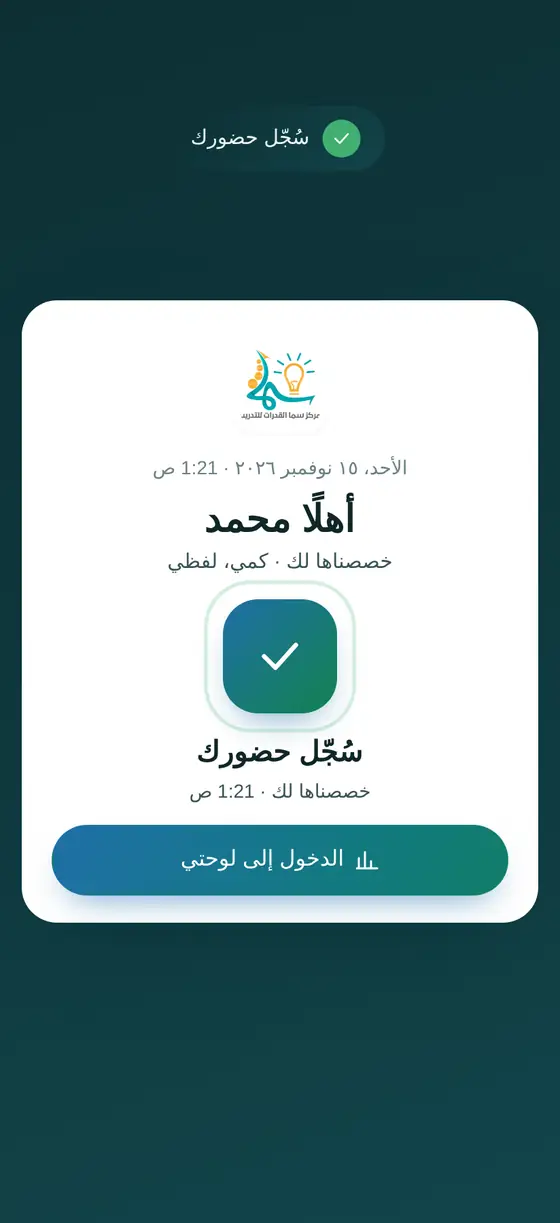 سُجّل حضورك
سما
مركز سما القدرات للتدريب
الأحد، ١٥ نوفمبر ٢٠٢٦ · 1:21 ص
أهلًا محمد
خصصناها لك · كمي، لفظي
سُجّل حضورك
خصصناها لك · 1:21 ص
الدخول إلى لوحتي